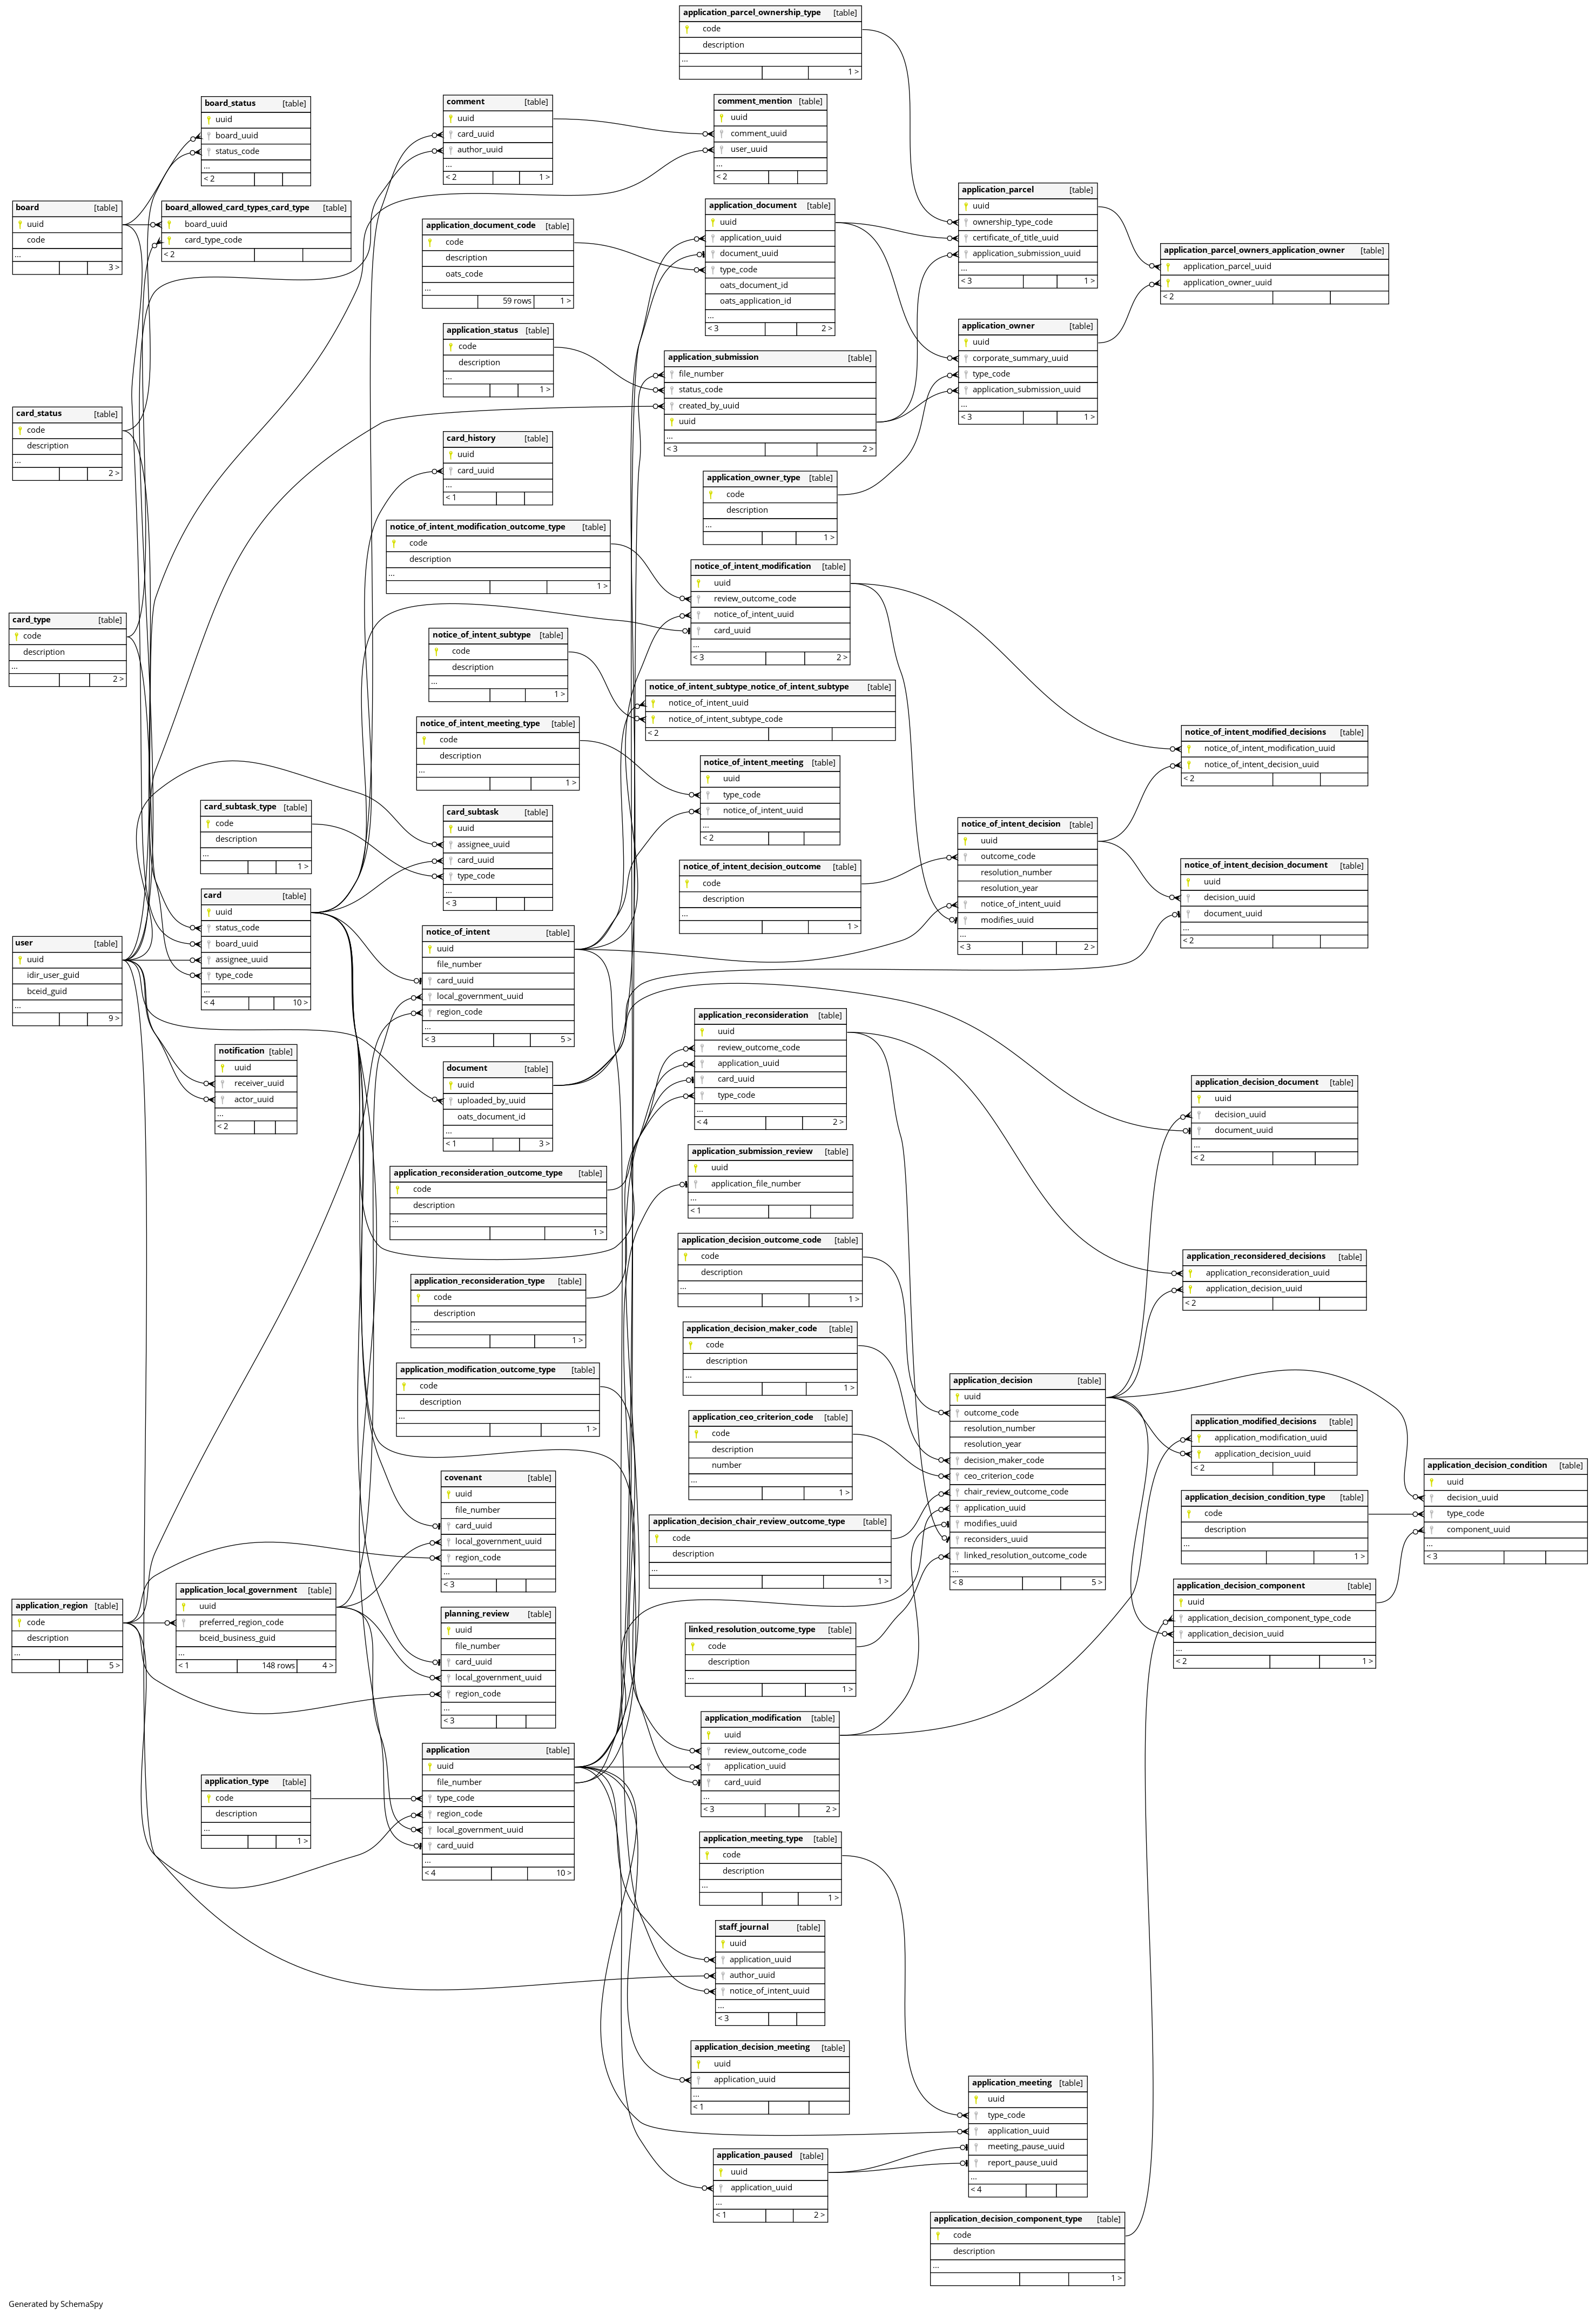 application_parcel_ownership_type [table]
code
description
...
1 >
board_status [table]
uuid
board_uuid
status_code
...
< 2
comment [table]
uuid
card_uuid
author_uuid
...
< 2 1 >
comment_mention [table]
uuid
comment_uuid
user_uuid
...
< 2
board [table]
uuid
code
...
3 >
board_allowed_card_types_card_type [table]
board_uuid
card_type_code
< 2
application_document_code [table]
code
description
oats_code
...
59 rows 1 >
application_document [table]
uuid
application_uuid
document_uuid
type_code
oats_document_id
oats_application_id
...
< 3 2 >
application_parcel [table]
uuid
ownership_type_code
certificate_of_title_uuid
application_submission_uuid
...
< 3 1 >
application_parcel_owners_application_owner [table]
application_parcel_uuid
application_owner_uuid
< 2
application_status [table]
code
description
...
1 >
application_submission [table]
file_number
status_code
created_by_uuid
uuid
...
< 3 2 >
application_owner [table]
uuid
corporate_summary_uuid
type_code
application_submission_uuid
...
< 3 1 >
card_status [table]
code
description
...
2 >
card_history [table]
uuid
card_uuid
...
< 1
application_owner_type [table]
code
description
...
1 >
notice_of_intent_modification_outcome_type [table]
code
description
...
1 >
notice_of_intent_modification [table]
uuid
review_outcome_code
notice_of_intent_uuid
card_uuid
...
< 3 2 >
card_type [table]
code
description
...
2 >
notice_of_intent_subtype [table]
code
description
...
1 >
notice_of_intent_subtype_notice_of_intent_subtype [table]
notice_of_intent_uuid
notice_of_intent_subtype_code
< 2
notice_of_intent_meeting_type [table]
code
description
...
1 >
notice_of_intent_meeting [table]
uuid
type_code
notice_of_intent_uuid
...
< 2
notice_of_intent_modified_decisions [table]
notice_of_intent_modification_uuid
notice_of_intent_decision_uuid
< 2
card_subtask_type [table]
code
description
...
1 >
card_subtask [table]
uuid
assignee_uuid
card_uuid
type_code
...
< 3
notice_of_intent_decision_outcome [table]
code
description
...
1 >
notice_of_intent_decision [table]
uuid
outcome_code
resolution_number
resolution_year
notice_of_intent_uuid
modifies_uuid
...
< 3 2 >
notice_of_intent_decision_document [table]
uuid
decision_uuid
document_uuid
...
< 2
card [table]
uuid
status_code
board_uuid
assignee_uuid
type_code
...
< 4 10 >
user [table]
uuid
idir_user_guid
bceid_guid
...
9 >
notice_of_intent [table]
uuid
file_number
card_uuid
local_government_uuid
region_code
...
< 3 5 >
notification [table]
uuid
receiver_uuid
actor_uuid
...
< 2
document [table]
uuid
uploaded_by_uuid
oats_document_id
...
< 1 3 >
application_reconsideration [table]
uuid
review_outcome_code
application_uuid
card_uuid
type_code
...
< 4 2 >
application_decision_document [table]
uuid
decision_uuid
document_uuid
...
< 2
application_reconsideration_outcome_type [table]
code
description
...
1 >
application_submission_review [table]
uuid
application_file_number
...
< 1
application_decision_outcome_code [table]
code
description
...
1 >
application_reconsidered_decisions [table]
application_reconsideration_uuid
application_decision_uuid
< 2
application_reconsideration_type [table]
code
description
...
1 >
application_decision_maker_code [table]
code
description
...
1 >
application_modification_outcome_type [table]
code
description
...
1 >
application_ceo_criterion_code [table]
code
description
number
...
1 >
application_decision [table]
uuid
outcome_code
resolution_number
resolution_year
decision_maker_code
ceo_criterion_code
chair_review_outcome_code
application_uuid
modifies_uuid
reconsiders_uuid
linked_resolution_outcome_code
...
< 8 5 >
application_modified_decisions [table]
application_modification_uuid
application_decision_uuid
< 2
application_decision_condition [table]
uuid
decision_uuid
type_code
component_uuid
...
< 3
application_decision_condition_type [table]
code
description
...
1 >
covenant [table]
uuid
file_number
card_uuid
local_government_uuid
region_code
...
< 3
application_decision_chair_review_outcome_type [table]
code
description
...
1 >
application_decision_component [table]
uuid
application_decision_component_type_code
application_decision_uuid
...
< 2 1 >
application_region [table]
code
description
...
5 >
application_local_government [table]
uuid
preferred_region_code
bceid_business_guid
...
< 1 148 rows 4 >
planning_review [table]
uuid
file_number
card_uuid
local_government_uuid
region_code
...
< 3
linked_resolution_outcome_type [table]
code
description
...
1 >
application_modification [table]
uuid
review_outcome_code
application_uuid
card_uuid
...
< 3 2 >
application_type [table]
code
description
...
1 >
application [table]
uuid
file_number
type_code
region_code
local_government_uuid
card_uuid
...
< 4 10 >
application_meeting_type [table]
code
description
...
1 >
staff_journal [table]
uuid
application_uuid
author_uuid
notice_of_intent_uuid
...
< 3
application_decision_meeting [table]
uuid
application_uuid
...
< 1
application_meeting [table]
uuid
type_code
application_uuid
meeting_pause_uuid
report_pause_uuid
...
< 4
application_paused [table]
uuid
application_uuid
...
< 1 2 >
application_decision_component_type [table]
code
description
...
1 >
Generated by SchemaSpy